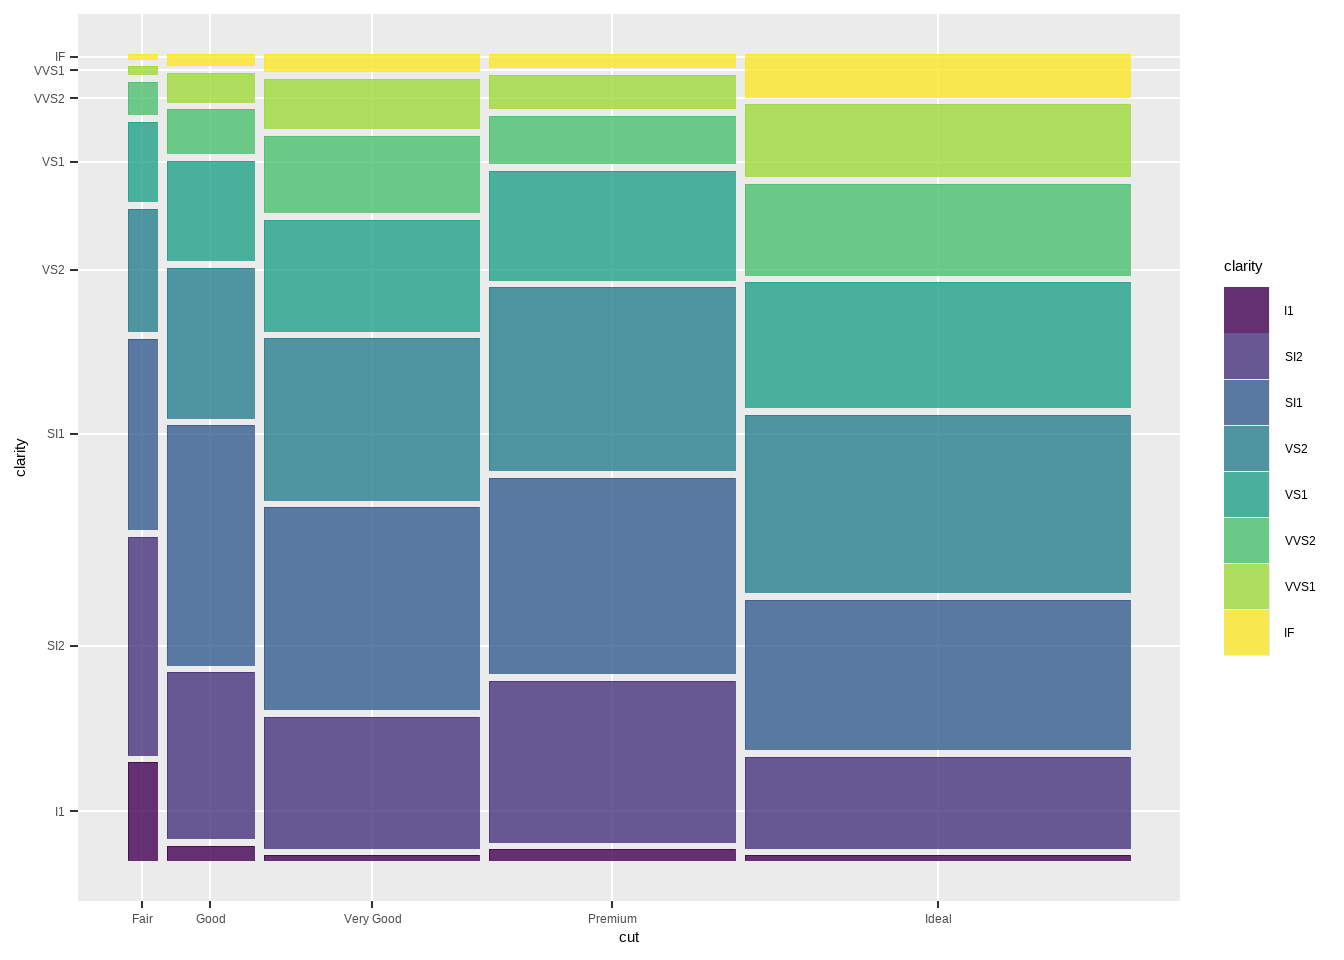 IF
VVS1
VVS2
VS1
VS2
SI1
SI2
I1
clarity
Fair
Good
Very Good
Premium
Ideal
cut
clarity
I1
SI2
SI1
VS2
VS1
VVS2
VVS1
IF